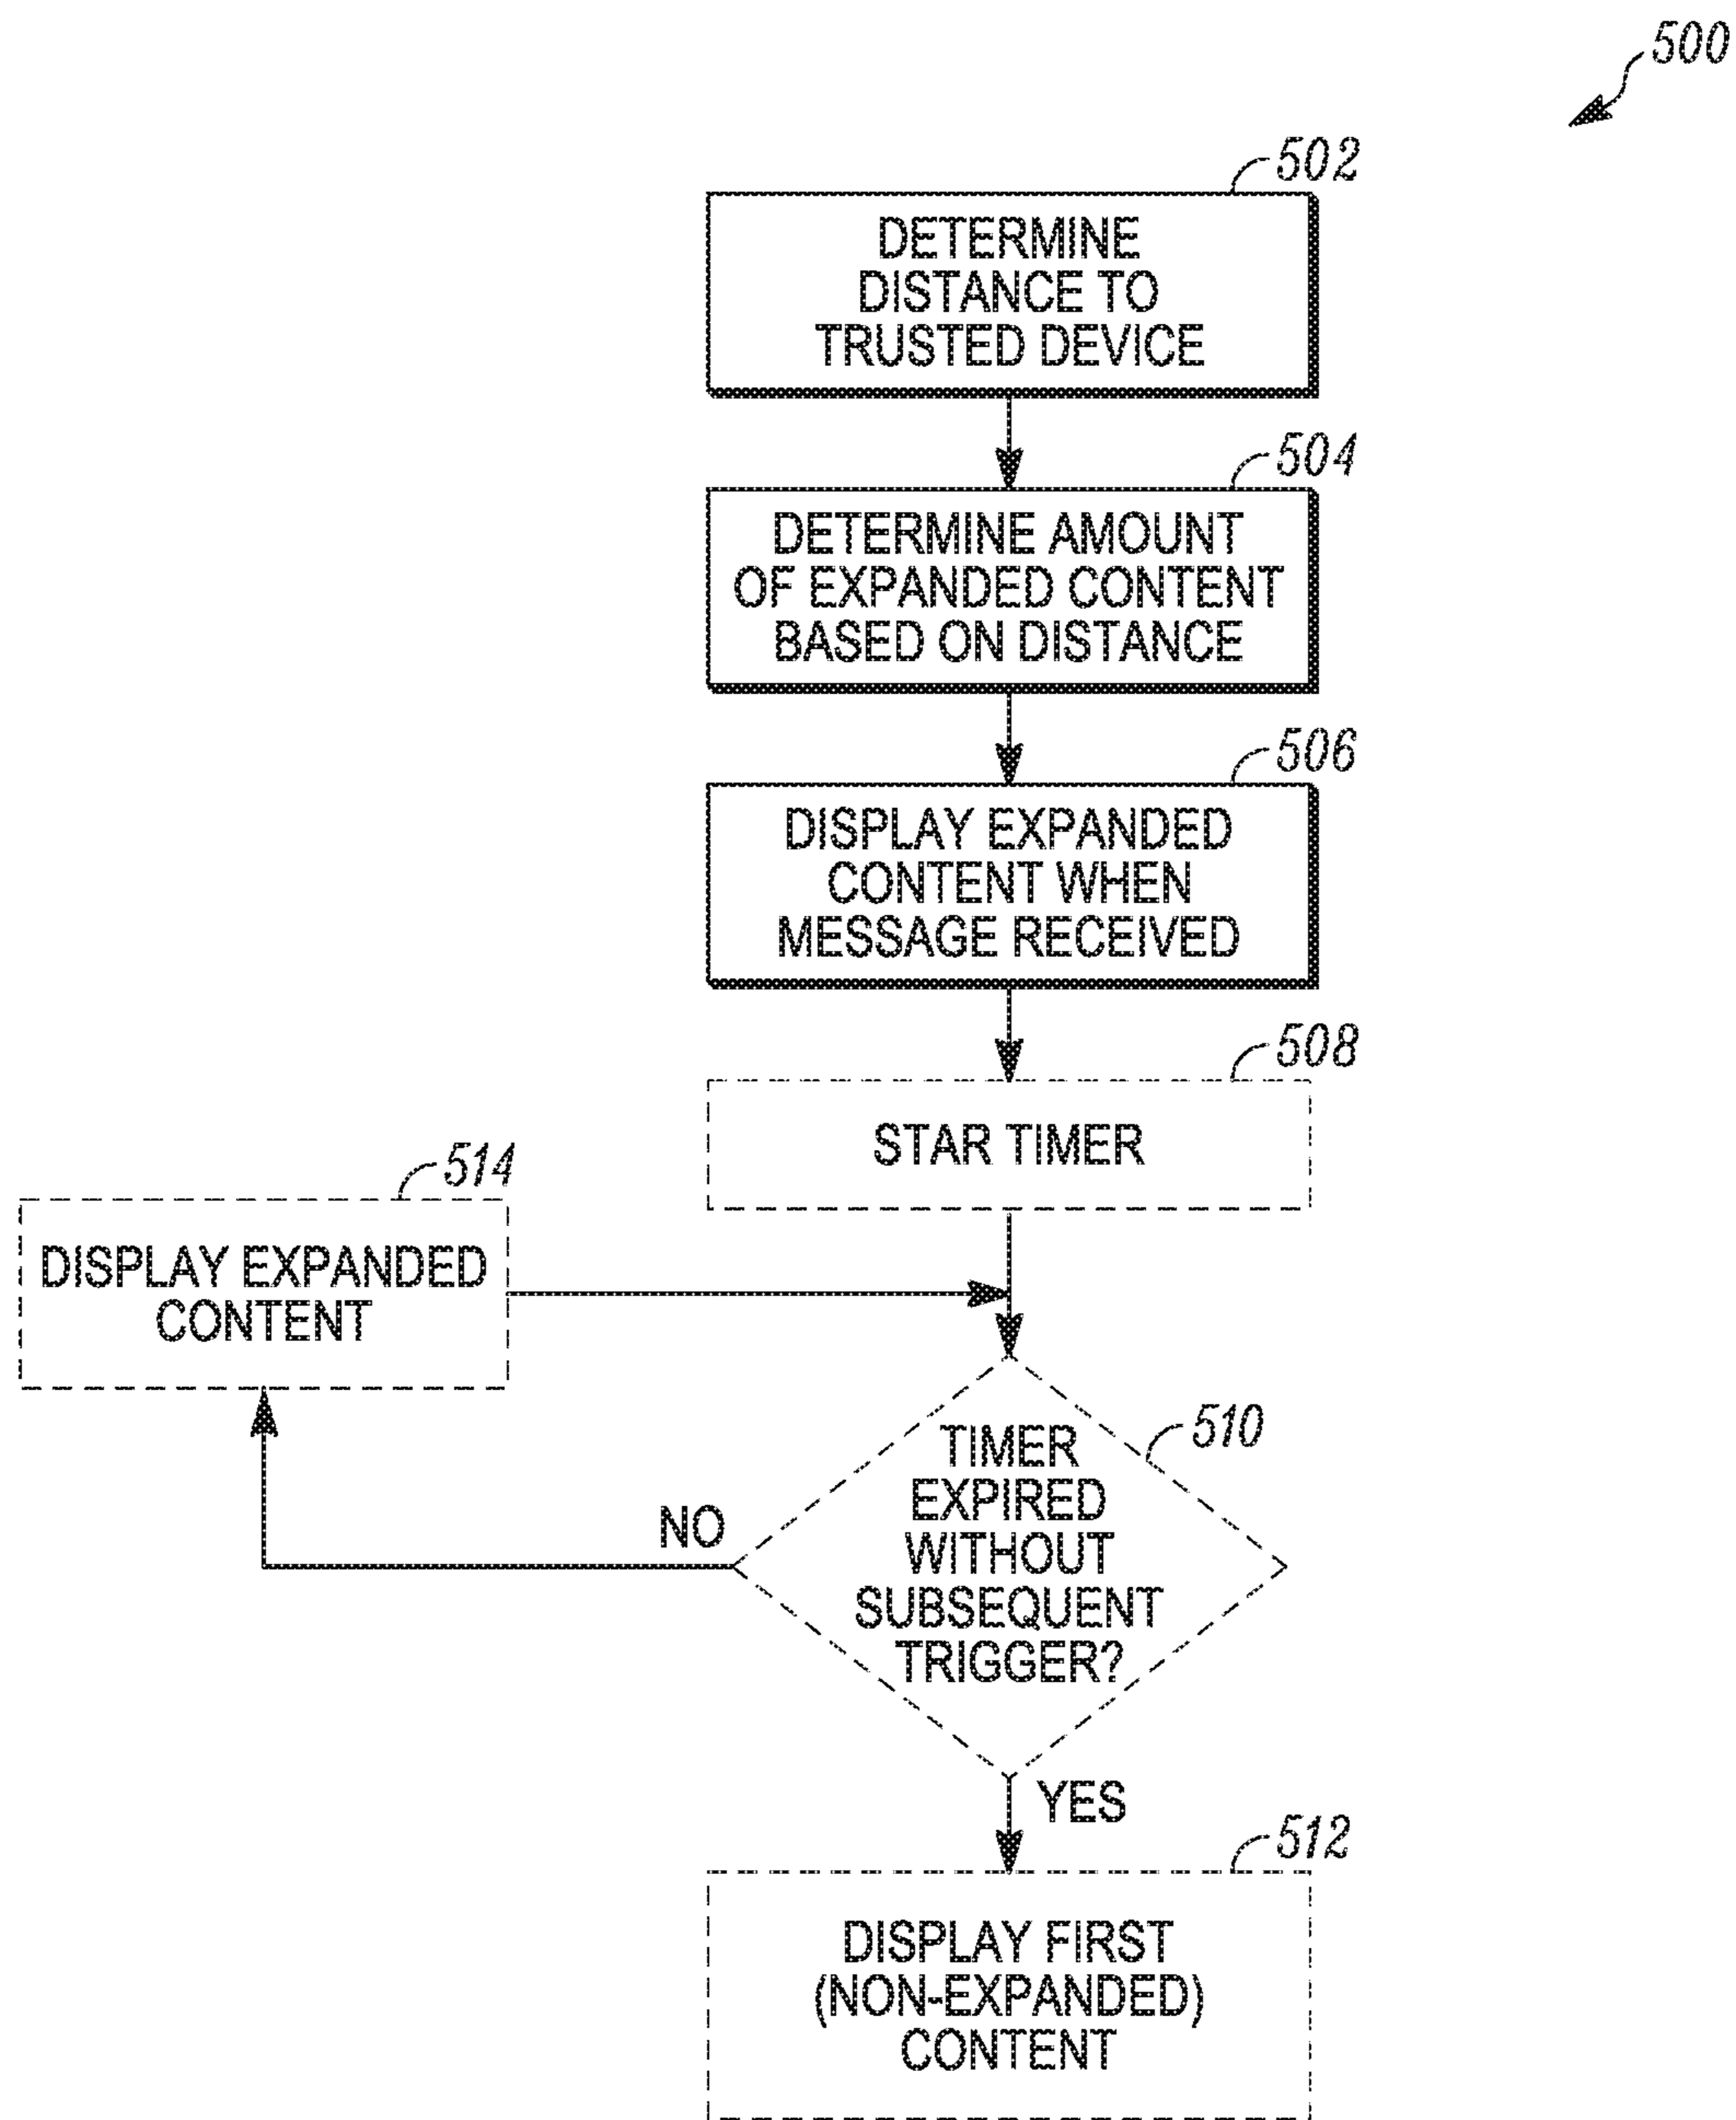 500
502
DETERMINE
DISTANCE TO
TRUSTED DEVICE
504
DETERMINE AMOUNT
OF EXPANDED CONTENT
BASED ON DISTANCE
506
DISPLAY EXPANDED
CONTENT WHEN
MESSAGE RECEIVED
508
STAR TIMER
514
DISPLAY EXPANDED
CONTENT
510
TIMER
EXPIRED
WITHOUT
SUBSEQUENT
TRIGGER?
NO
YES
512
DISPLAY FIRST
(NON-EXPANDED)
CONTENT